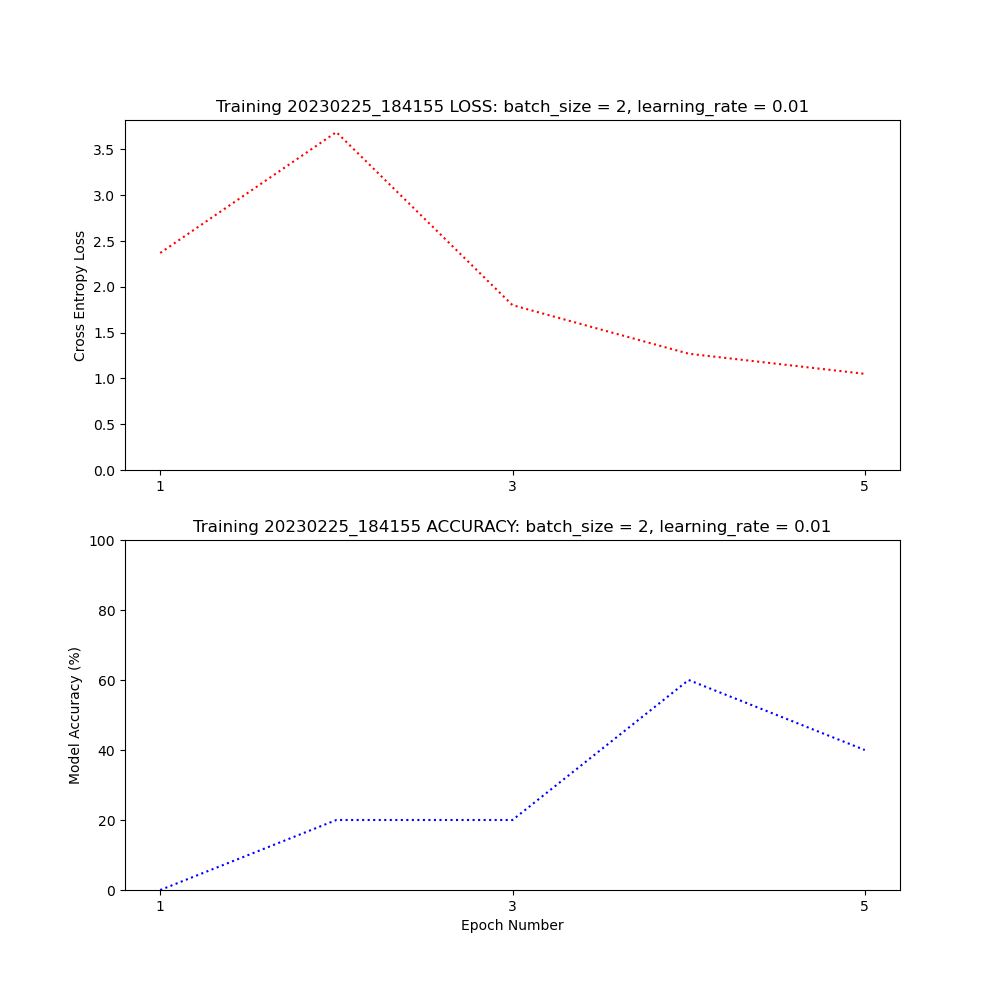 Training 20230225_184155 LOSS: batch_size = 2, learning_rate = 0.01
3.5
3.0
2.5
2.0
1.5
1.0
0.5
0.0
Cross Entropy Loss
1 3 5
Training 20230225_184155 ACCURACY: batch_size = 2, learning_rate = 0.01
100
80
60
40
20
0
Model Accuracy (%)
1 3 5
Epoch Number